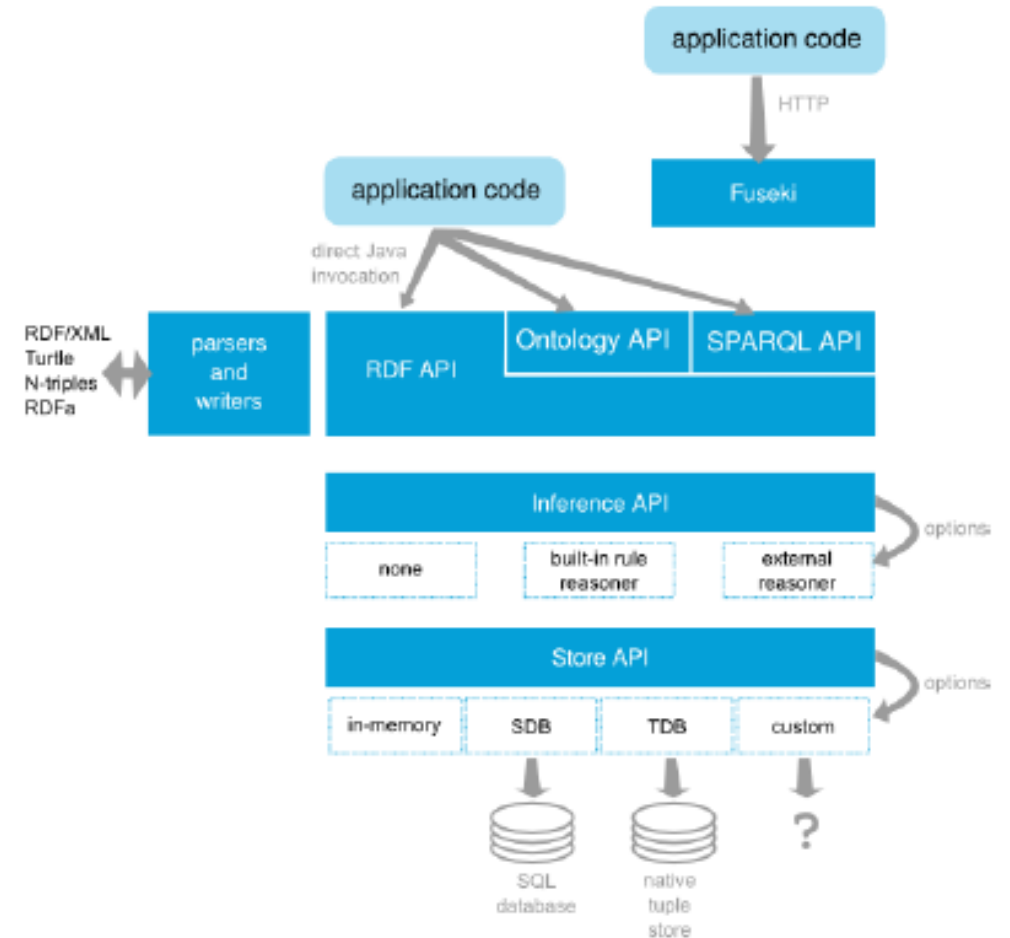 application code
HTTP
Fuseki
application code
direct Java
invocation
RDF/XML
Turtle
N-triples
RDFa
parsers
and
writers
RDF API
Ontology API
SPARQL API
Inference API
options
none
built-in rule
reasoner
external
reasoner
Store API
options
in-memory
SDB
TDB
custom
?
SQL
database
native
tuple
store